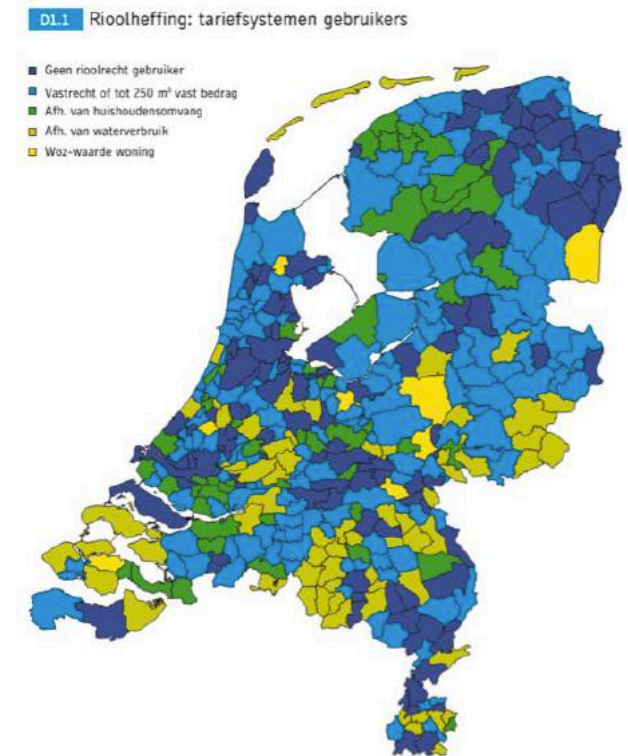 D1.1 Rioolheffing: tariefsystemen gebruikers
Geen rioolrecht gebruiker
Vastrecht of tot 250 m³ vast bedrag
Afh. van huishoudensomvang
Afh. van waterverbruik
Woz-waarde woning